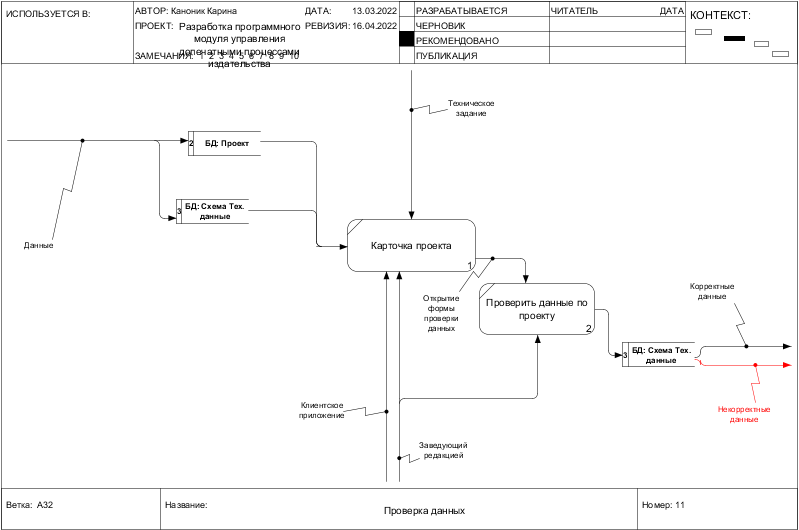 ИСПОЛЬЗУЕТСЯ В:
АВТОР: Каноник Карина
ДАТА: 13.03.2022
ПРОЕКТ: Разработка программного
модуля управления
допечатными процессами
издательства
РЕВИЗИЯ: 16.04.2022
ЗАМЕЧАНИЯ: 1 2 3 4 5 6 7 8 9 10
РАЗРАБАТЫВАЕТСЯ
ЧЕРНОВИК
РЕКОМЕНДОВАНО
ПУБЛИКАЦИЯ
ЧИТАТЕЛЬ
ДАТА
КОНТЕКСТ:
Техническое
задание
2
БД: Проект
3
БД: Схема Тех.
данные
Данные
Карточка проекта
1
Открытие
формы
проверки
данных
Проверить данные по
проекту
2
Корректные
данные
3
БД: Схема Тех.
данные
Некорректные
данные
Клиентское
приложение
Заведующий
редакцией
Ветка: A32
Название:
Проверка данных
Номер: 11